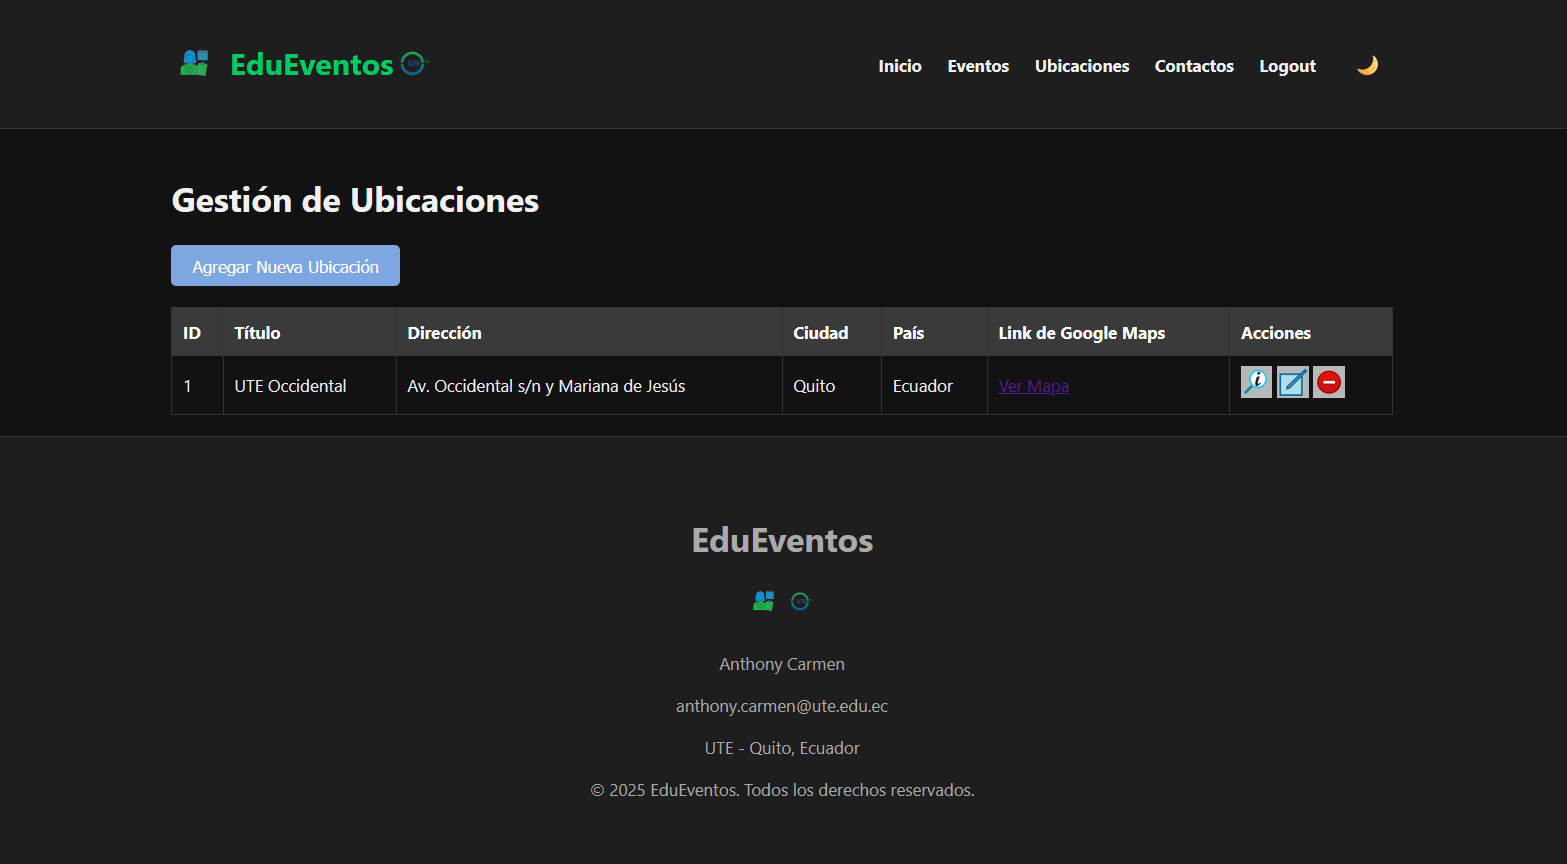 EduEventos UTE
Inicio Eventos Ubicaciones Contactos Logout
Gestión de Ubicaciones
Agregar Nueva Ubicación
ID Título Dirección Ciudad País Link de Google Maps Acciones
1 UTE Occidental Av. Occidental s/n y Mariana de Jesús Quito Ecuador Ver Mapa
EduEventos
UTE
Anthony Carmen
anthony.carmen@ute.edu.ec
UTE - Quito, Ecuador
© 2025 EduEventos. Todos los derechos reservados.